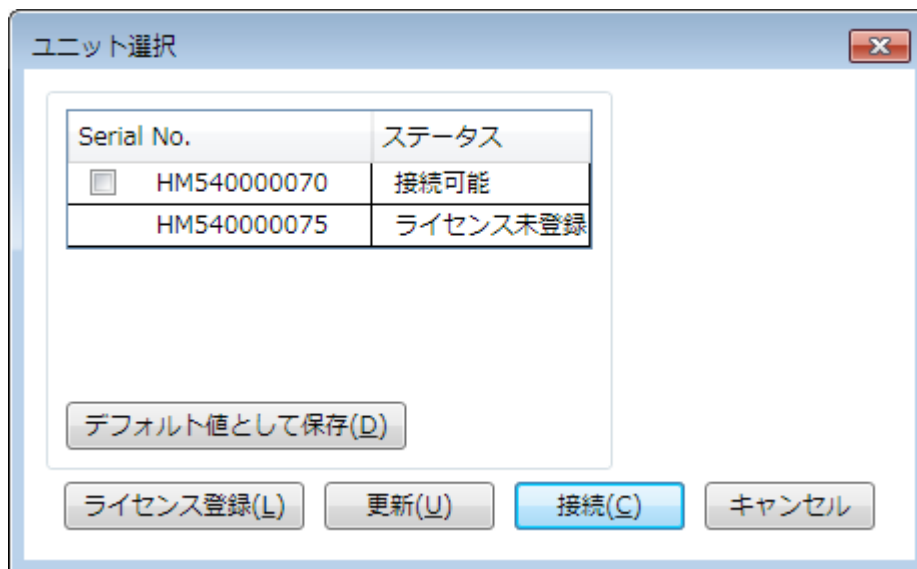 ユニット選択
Serial No. ステータス
HM540000070 接続可能
HM540000075 ライセンス未登録
デフォルト値として保存(D)
ライセンス登録(L) 更新(U) 接続(C) キャンセル